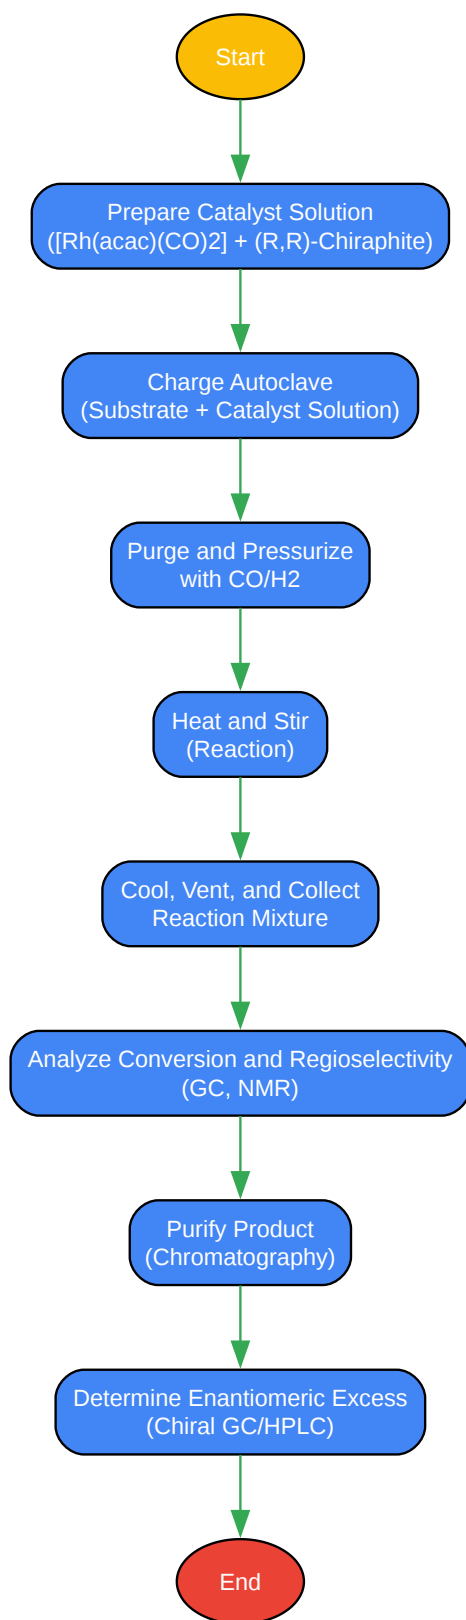 Start
Prepare Catalyst Solution
([Rh(acac)(CO)2] + (R,R)-Chiraphite)
Charge Autoclave
(Substrate + Catalyst Solution)
Purge and Pressurize
with CO/H2
Heat and Stir
(Reaction)
Cool, Vent, and Collect
Reaction Mixture
Analyze Conversion and Regioselectivity
(GC, NMR)
Purify Product
(Chromatography)
Determine Enantiomeric Excess
(Chiral GC/HPLC)
End